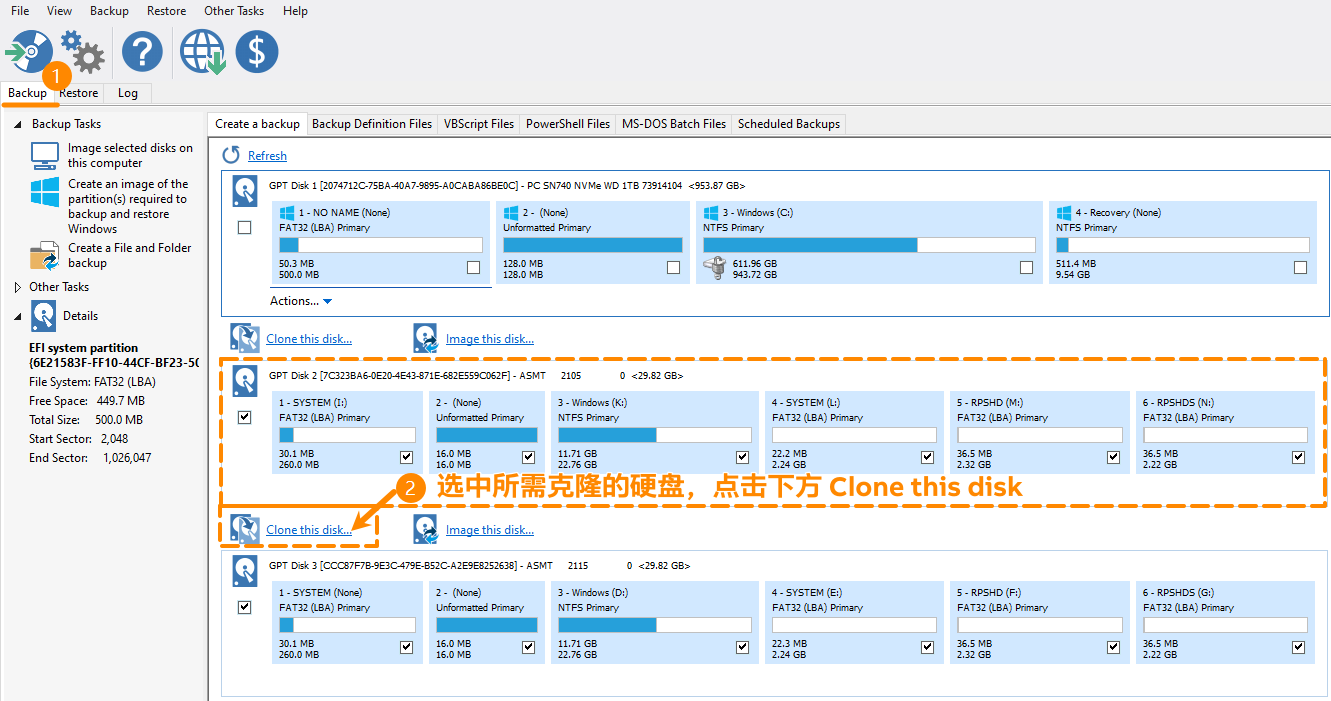 File View Backup Restore Other Tasks Help
1
Backup Restore Log
Backup Tasks
Image selected disks on
this computer
Create an image of the
partition(s) required to
backup and restore
Windows
Create a File and Folder
backup
Other Tasks
Details
EFI system partition
{6E21583F-FF10-44CF-BF23-50
File System: FAT32 (LBA)
Free Space: 449.7 MB
Total Size: 500.0 MB
Start Sector: 2,048
End Sector: 1,026,047
Create a backup Backup Definition Files VBScript Files PowerShell Files MS-DOS Batch Files Scheduled Backups
Refresh
GPT Disk 1 [2074712C-75BA-40A7-9895-A0CABA86BE0C] - PC SN740 NVMe WD 1TB 73914104 <953.87 GB>
1 - NO NAME (None)
FAT32 (LBA) Primary
50.3 MB
500.0 MB
2 - (None)
Unformatted Primary
128.0 MB
128.0 MB
3 - Windows (C:)
NTFS Primary
611.96 GB
943.72 GB
4 - Recovery (None)
NTFS Primary
511.4 MB
9.54 GB
Actions...
Clone this disk... Image this disk...
GPT Disk 2 [7C323BA6-0E20-4E43-871E-682E559C062F] - ASMT 2105 0 <29.82 GB>
1 - SYSTEM (I:)
FAT32 (LBA) Primary
30.1 MB
260.0 MB
2 - (None)
Unformatted Primary
16.0 MB
16.0 MB
3 - Windows (K:)
NTFS Primary
11.71 GB
22.76 GB
4 - SYSTEM (L:)
FAT32 (LBA) Primary
22.2 MB
2.24 GB
5 - RPSHD (M:)
FAT32 (LBA) Primary
36.5 MB
2.32 GB
6 - RPSHDS (N:)
FAT32 (LBA) Primary
36.5 MB
2.22 GB
2 选中所需克隆的硬盘，点击下方 Clone this disk
Clone this disk... Image this disk...
GPT Disk 3 [CCC87F7B-9E3C-479E-B52C-A2E9E8252638] - ASMT 2115 0 <29.82 GB>
1 - SYSTEM (None)
FAT32 (LBA) Primary
30.1 MB
260.0 MB
2 - (None)
Unformatted Primary
16.0 MB
16.0 MB
3 - Windows (D:)
NTFS Primary
11.71 GB
22.76 GB
4 - SYSTEM (E:)
FAT32 (LBA) Primary
22.3 MB
2.24 GB
5 - RPSHD (F:)
FAT32 (LBA) Primary
36.5 MB
2.32 GB
6 - RPSHDS (G:)
FAT32 (LBA) Primary
36.5 MB
2.22 GB